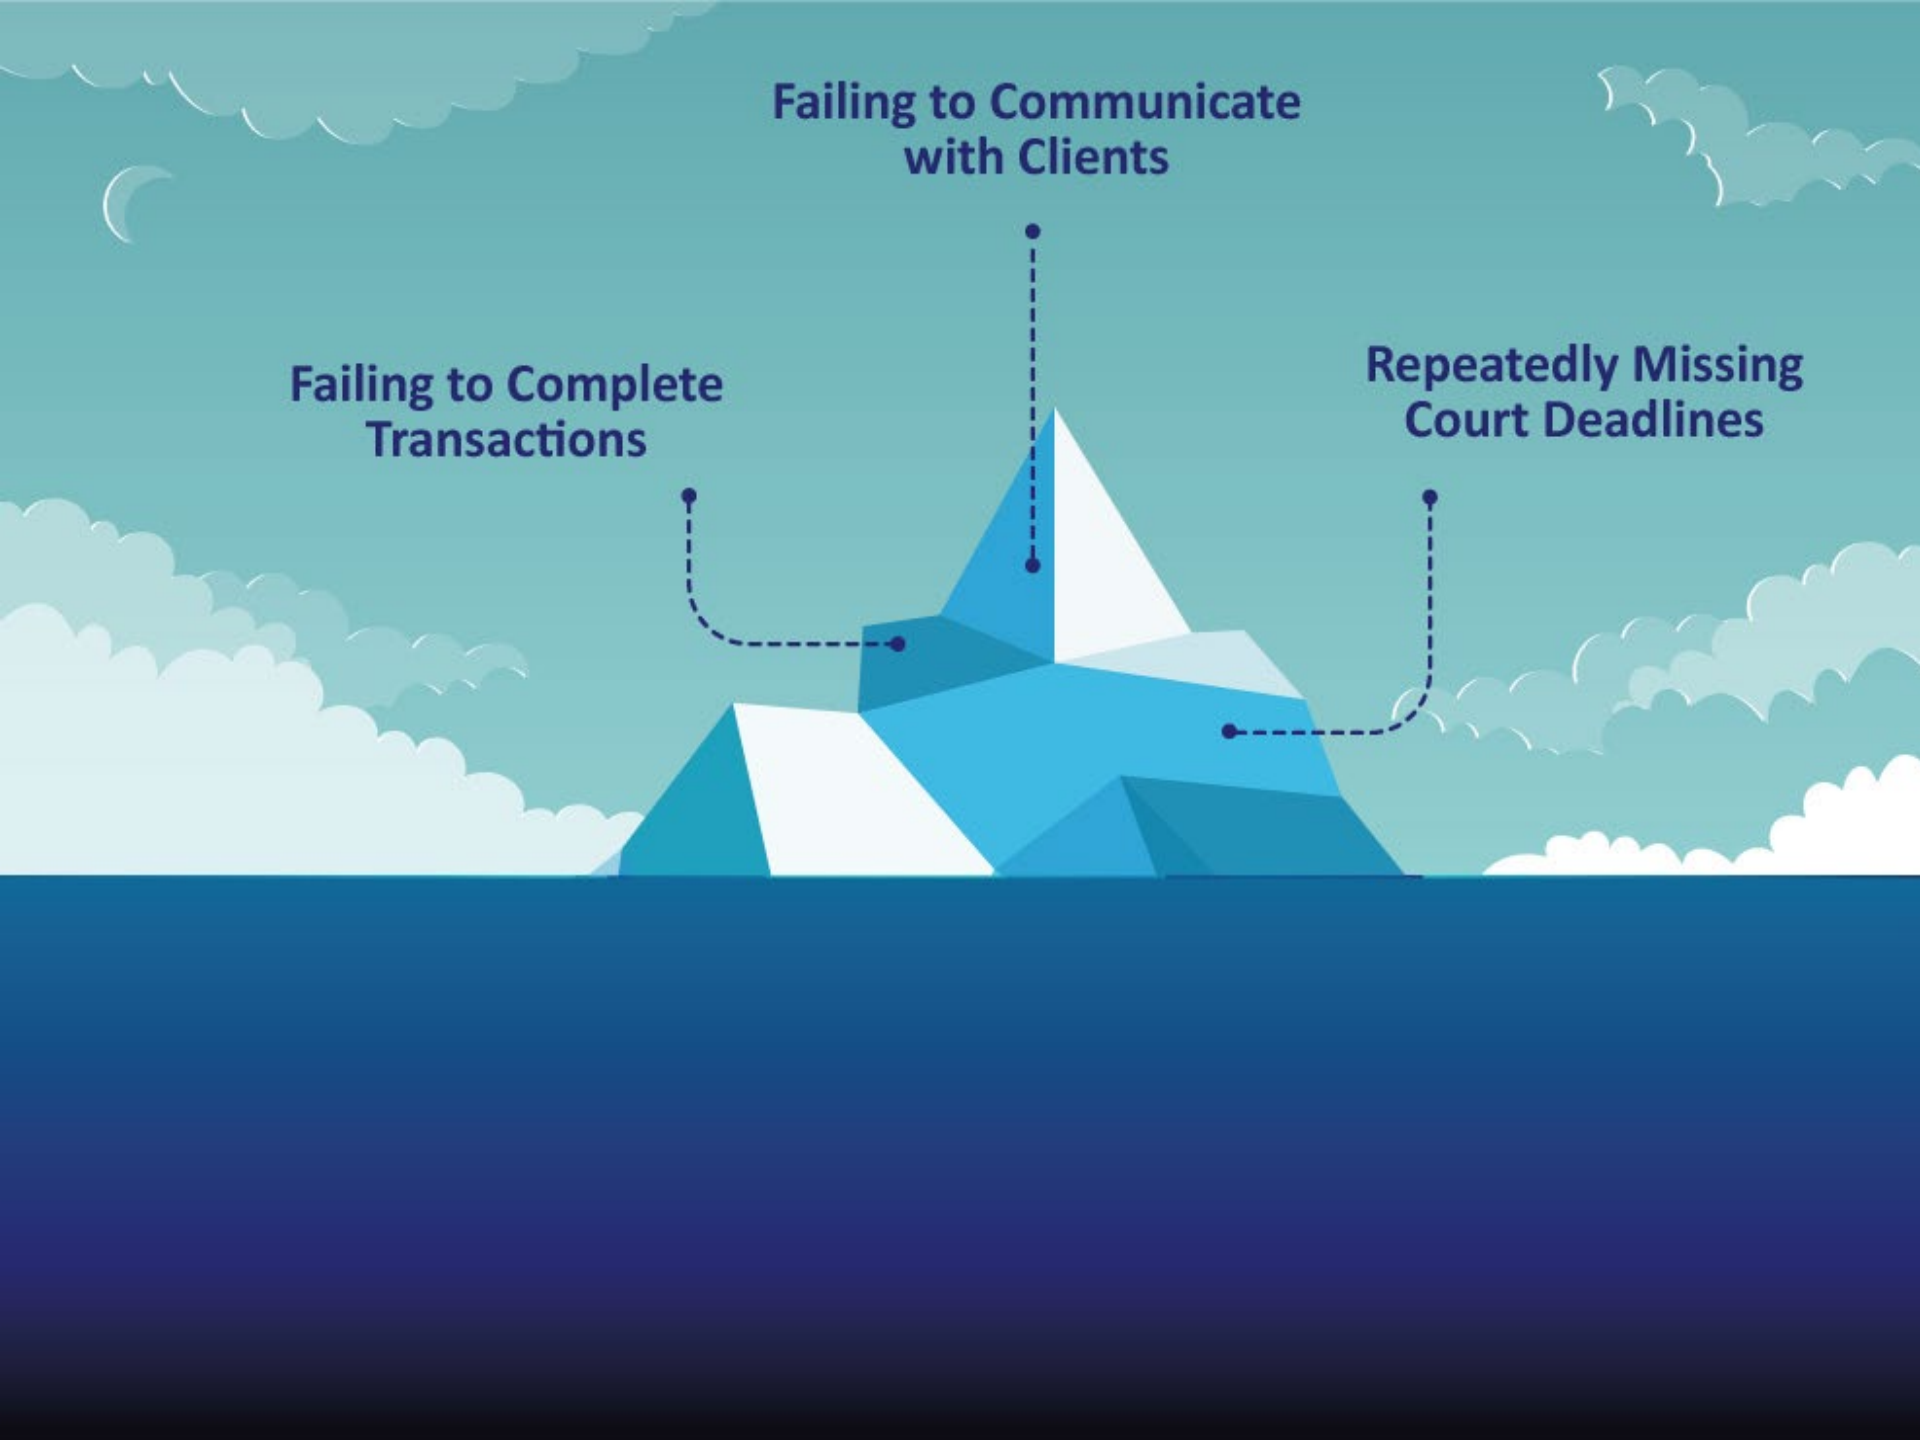 Failing to Communicate
with Clients
Failing to Complete
Transactions
Repeatedly Missing
Court Deadlines